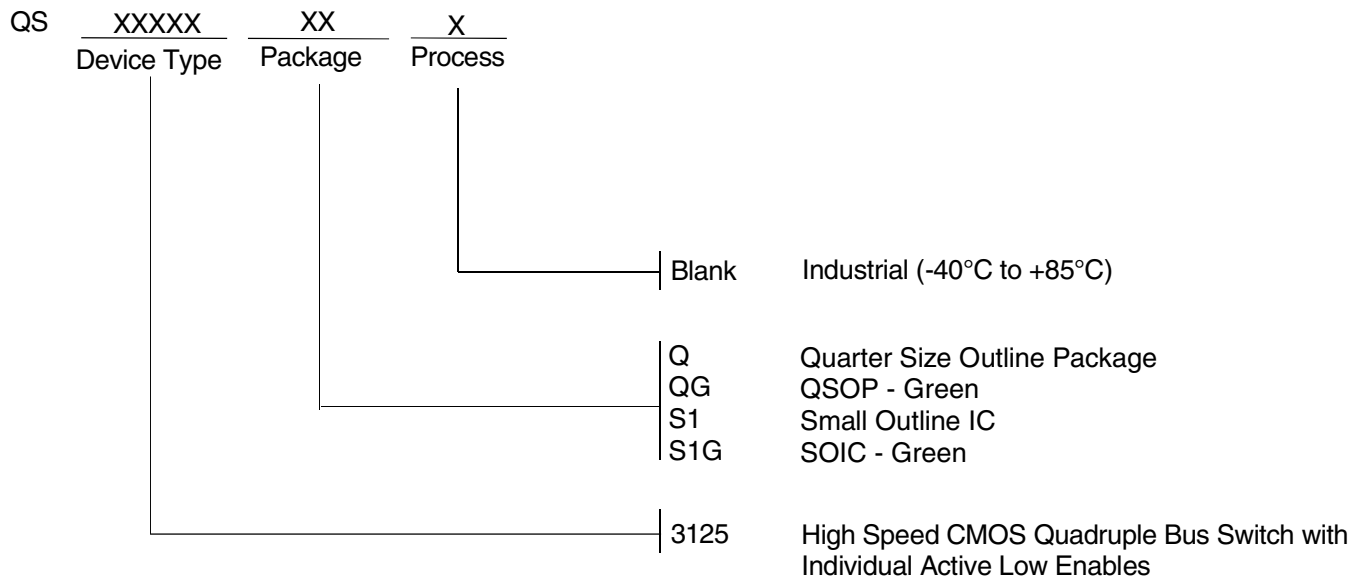 QS XXXXX XX X
Device Type Package Process
Blank Industrial (-40°C to +85°C)
Q Quarter Size Outline Package
QG QSOP - Green
S1 Small Outline IC
S1G SOIC - Green
3125 High Speed CMOS Quadruple Bus Switch with
Individual Active Low Enables